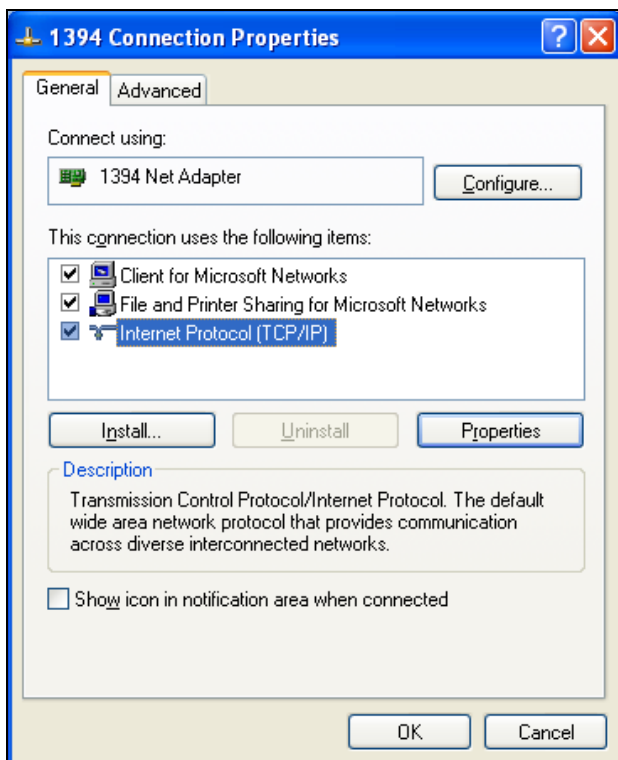 1394 Connection Properties
General Advanced
Connect using:
1394 Net Adapter
Configure...
This connection uses the following items:
Client for Microsoft Networks
File and Printer Sharing for Microsoft Networks
Internet Protocol (TCP/IP)
Install... Uninstall Properties
Description
Transmission Control Protocol/Internet Protocol. The default
wide area network protocol that provides communication
across diverse interconnected networks.
Show icon in notification area when connected
OK Cancel